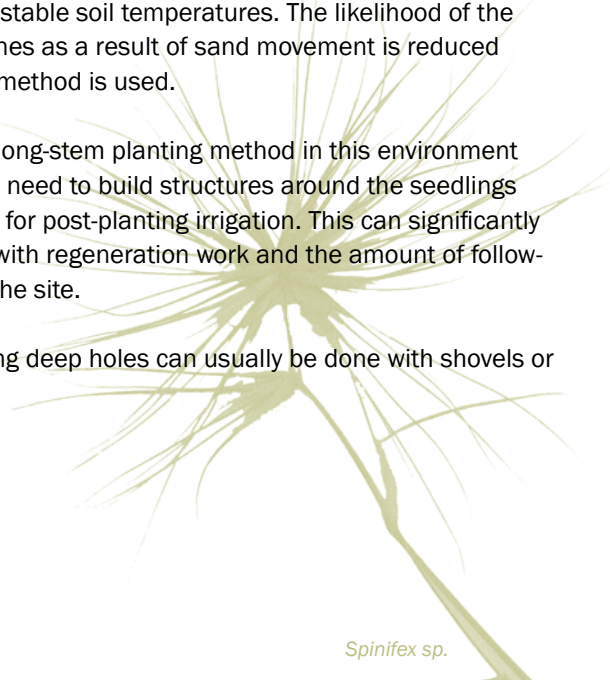 stable soil temperatures. The likelihood of the
nes as a result of sand movement is reduced
method is used.
ong-stem planting method in this environment
need to build structures around the seedlings
for post-planting irrigation. This can significantly
with regeneration work and the amount of follow-
he site.
ng deep holes can usually be done with shovels or
Spinifex sp.